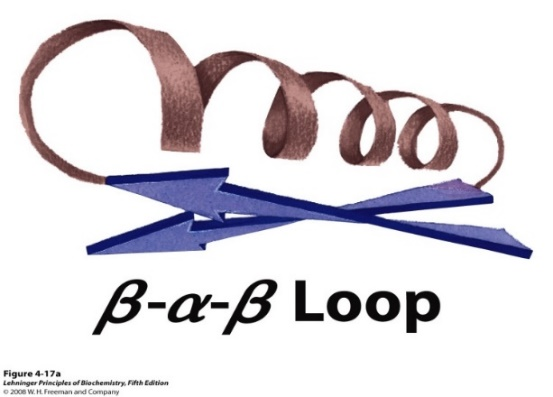 β-α-β Loop
Figure 4-17a
Lehninger Principles of Biochemistry, Fifth Edition
© 2008 W. H. Freeman and Company